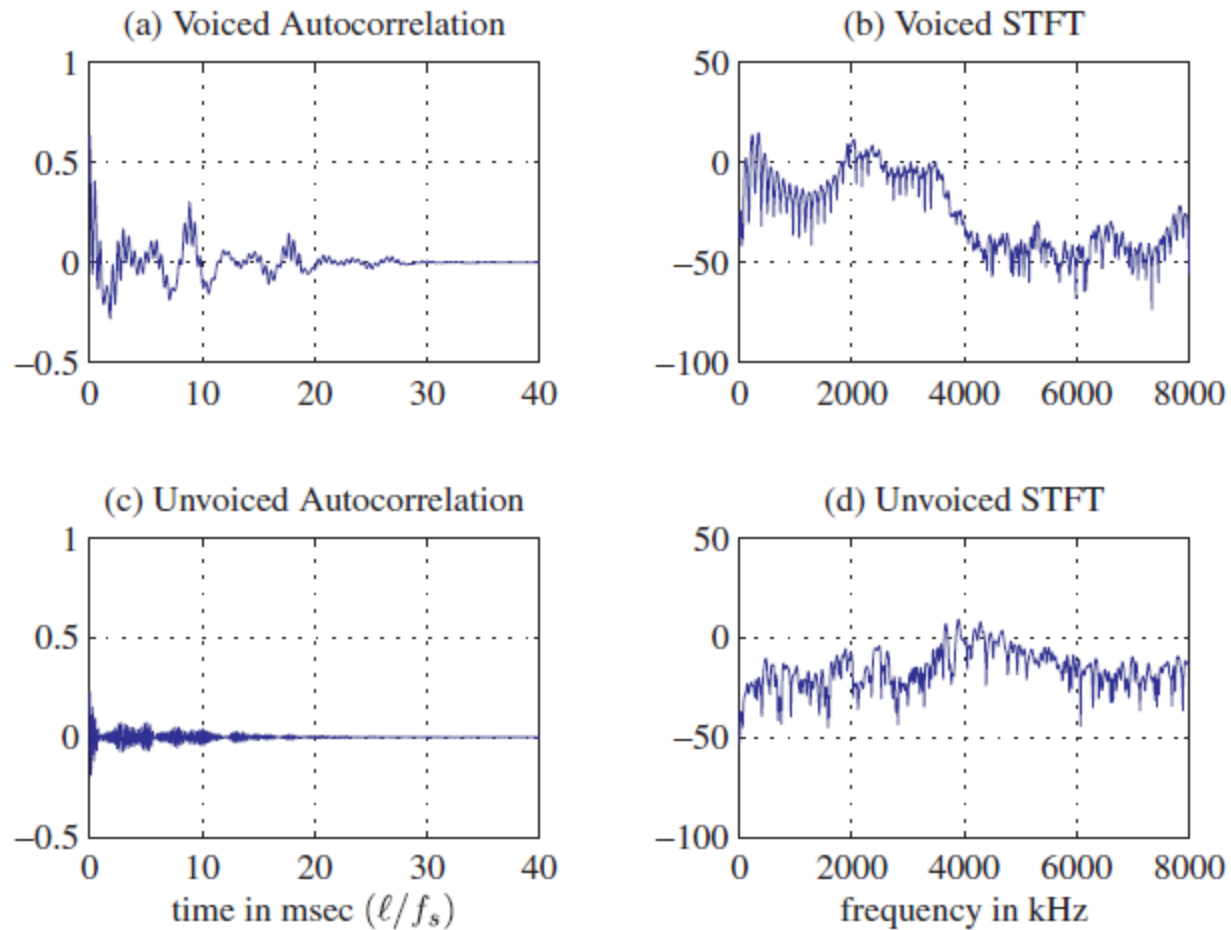 (a) Voiced Autocorrelation
1
0.5
0
−0.5
0 10 20 30 40
(b) Voiced STFT
50
0
−50
−100
0 2000 4000 6000 8000
(c) Unvoiced Autocorrelation
1
0.5
0
−0.5
0 10 20 30 40
time in msec (ℓ/fs)
(d) Unvoiced STFT
50
0
−50
−100
0 2000 4000 6000 8000
frequency in kHz